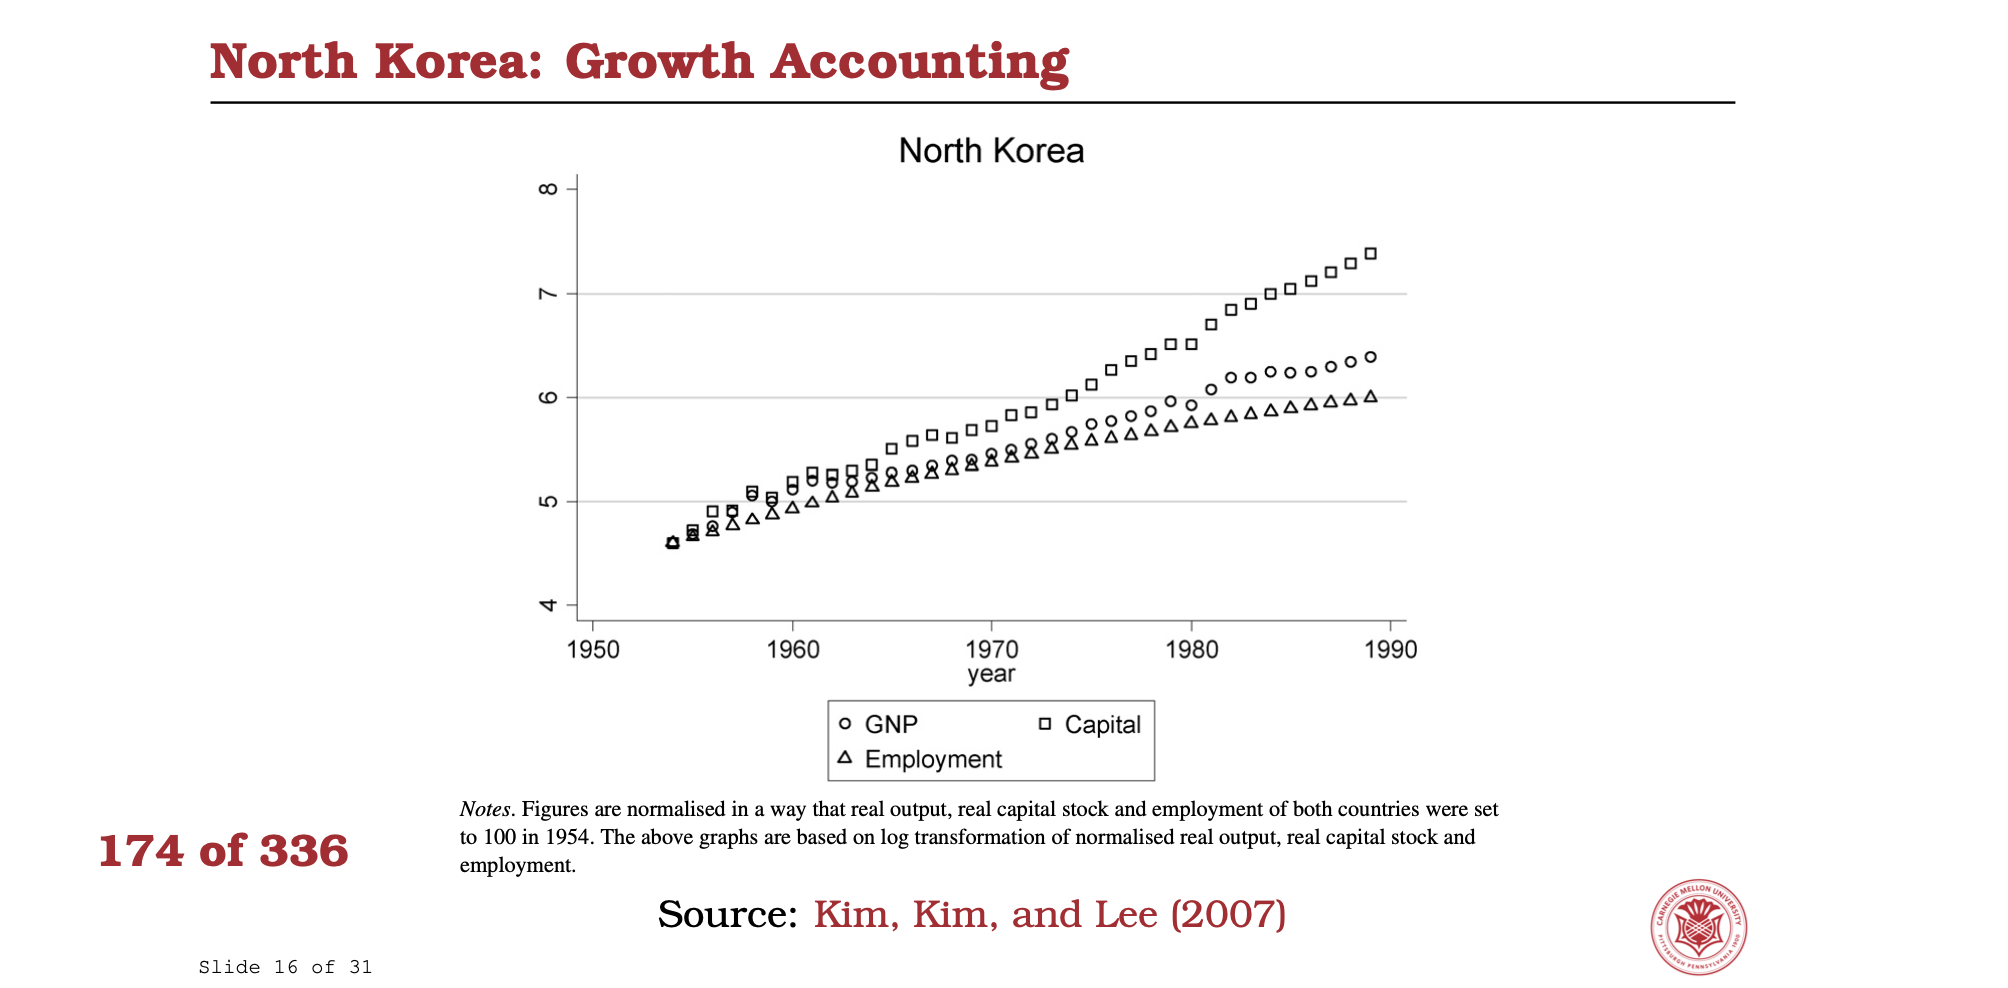 North Korea: Growth Accounting
North Korea
8
7
6
5
4
1950 1960 1970 1980 1990
year
GNP Capital
Employment
Notes. Figures are normalised in a way that real output, real capital stock and employment of both countries were set
to 100 in 1954. The above graphs are based on log transformation of normalised real output, real capital stock and
employment.
174 of 336
Source: Kim, Kim, and Lee (2007)
CARNEGIE MELLON UNIVERSITY
PITTSBURGH PENNSYLVANIA 1900
Slide 16 of 31